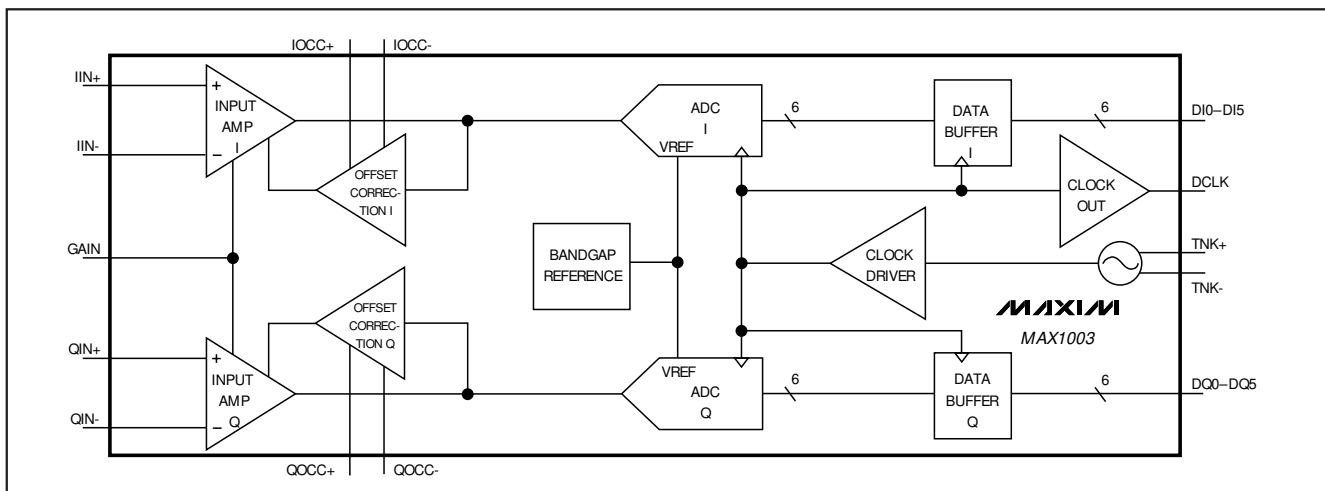 IOCC+ IOCC-
IIN+
+
INPUT
AMP
I
IIN-
−
OFFSET
CORREC-
TION I
ADC
I
VREF
6
DATA
BUFFER
I
6
DI0–DI5
CLOCK
OUT
DCLK
GAIN
BANDGAP
REFERENCE
CLOCK
DRIVER
TNK+
TNK-
MAXIM
MAX1003
OFFSET
CORREC-
TION Q
QIN+
+
INPUT
AMP
Q
QIN-
−
VREF
ADC
Q
6
DATA
BUFFER
Q
6
DQ0–DQ5
QOCC+ QOCC-